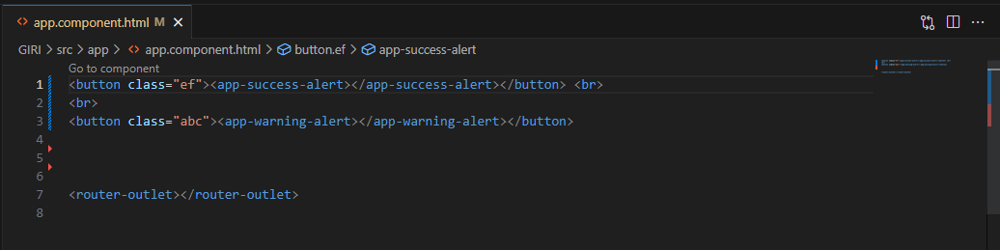 <> app.component.html M ×
GIRI > src > app > <> app.component.html > button.ef > app-success-alert
Go to component
1 <button class="ef"><app-success-alert></app-success-alert></button> <br>
2 <br>
3 <button class="abc"><app-warning-alert></app-warning-alert></button>
4
5
6
7 <router-outlet></router-outlet>
8